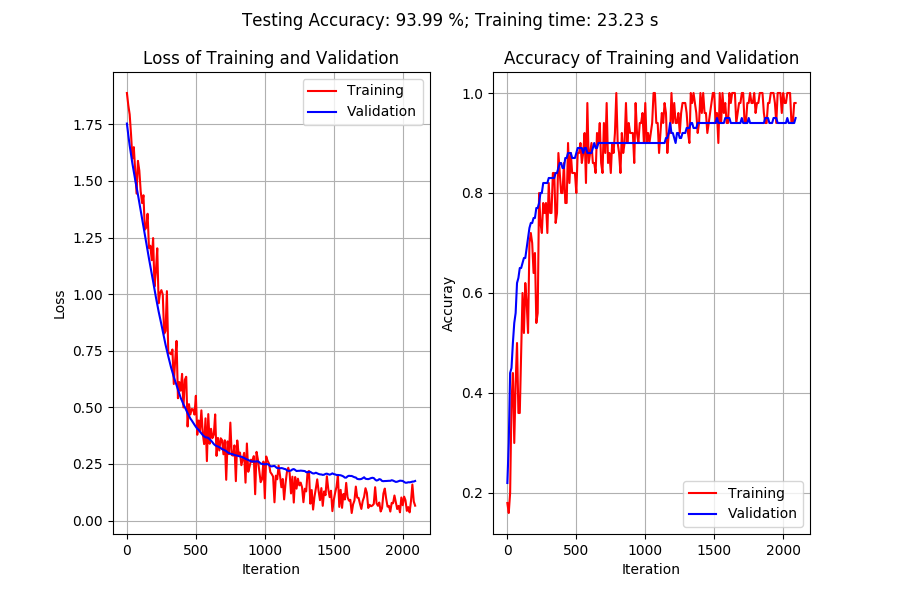 Testing Accuracy: 93.99 %; Training time: 23.23 s
Loss of Training and Validation
Training
Validation
1.75
1.50
1.25
1.00
0.75
0.50
0.25
0.00
Loss
0
500
1000
1500
2000
Iteration
Accuracy of Training and Validation
1.0
0.8
0.6
0.4
0.2
Accuray
Training
Validation
0
500
1000
1500
2000
Iteration